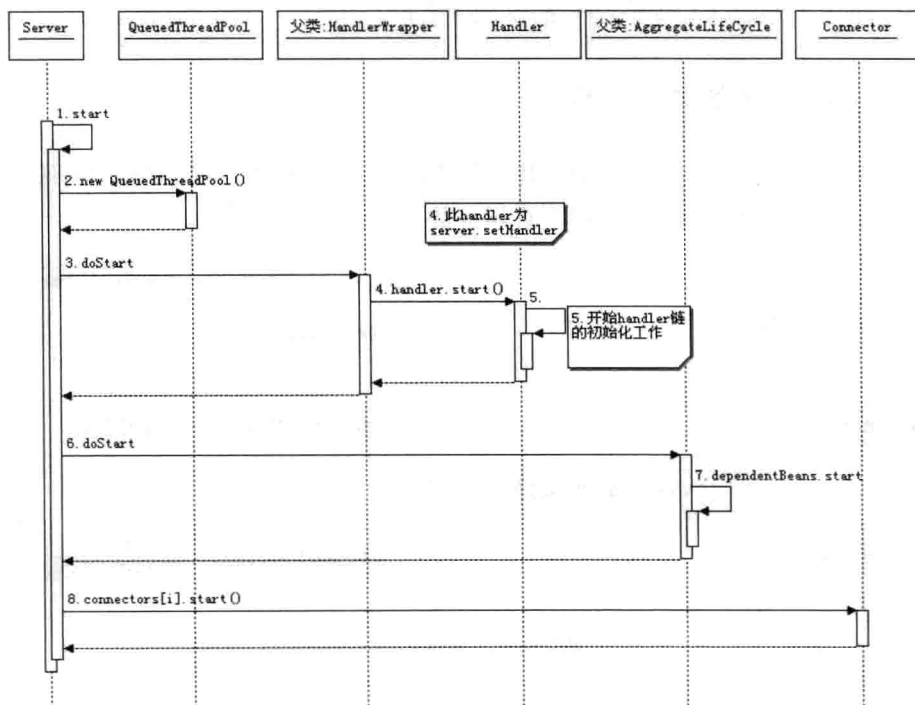 Server
QueuedThreadPool
父类:HandlerWrapper
Handler
父类:AggregateLifeCycle
Connector
1.start
2.new QueuedThreadPool()
4.此handler为
server.setHandler
3.doStart
4.handler.start()
5.
5.开始handler链
的初始化工作
6.doStart
7.dependentBeans.start
8.connectors[i].start()